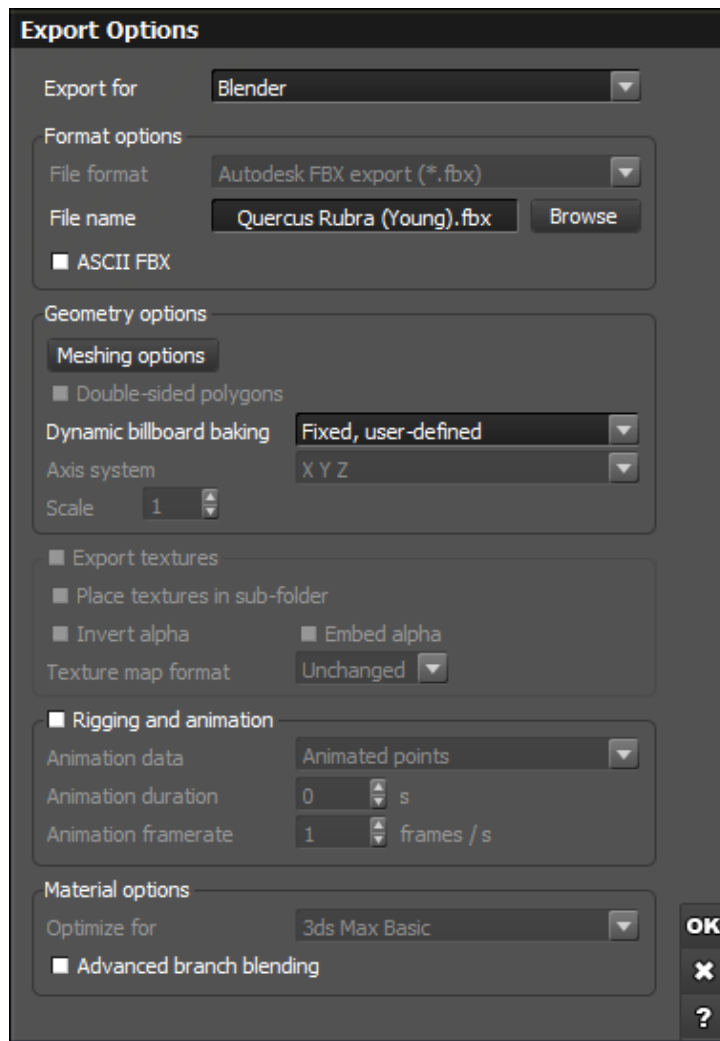 Export Options
Export for Blender
Format options
File format Autodesk FBX export (*.fbx)
File name Quercus Rubra (Young).fbx Browse
ASCII FBX
Geometry options
Meshing options
Double-sided polygons
Dynamic billboard baking Fixed, user-defined
Axis system X Y Z
Scale 1
Export textures
Place textures in sub-folder
Invert alpha Embed alpha
Texture map format Unchanged
Rigging and animation
Animation data Animated points
Animation duration 0 s
Animation framerate 1 frames / s
Material options
Optimize for 3ds Max Basic
OK
Advanced branch blending
?